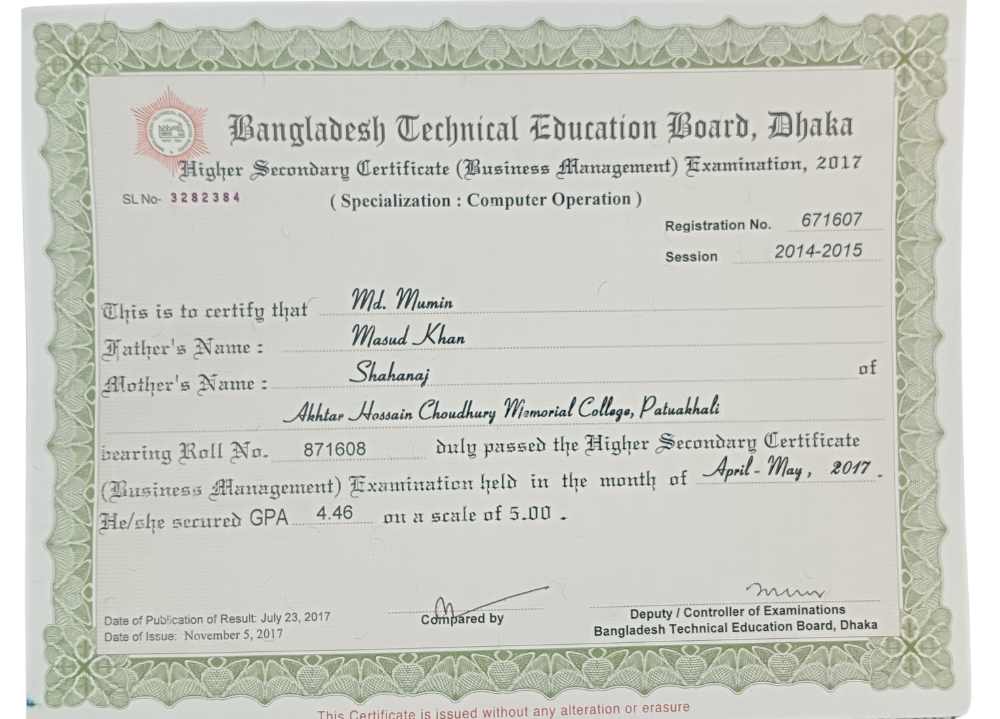 Bangladesh Technical Education Board, Dhaka
Higher Secondary Certificate (Business Management) Examination, 2017
SL No- 3282384
( Specialization : Computer Operation )
Registration No. 671607
Session 2014-2015
This is to certify that Md. Mumin
Father's Name : Masud Khan
Mother's Name : Shahanaj of
Akhtar Hossain Choudhury Memorial College, Patuakhali
bearing Roll No. 871608 duly passed the Higher Secondary Certificate
(Business Management) Examination held in the month of April - May, 2017 .
He/she secured GPA 4.46 on a scale of 5.00 .
Date of Publication of Result: July 23, 2017
Date of Issue: November 5, 2017
Compared by
Deputy / Controller of Examinations
Bangladesh Technical Education Board, Dhaka
This Certificate is issued without any alteration or erasure